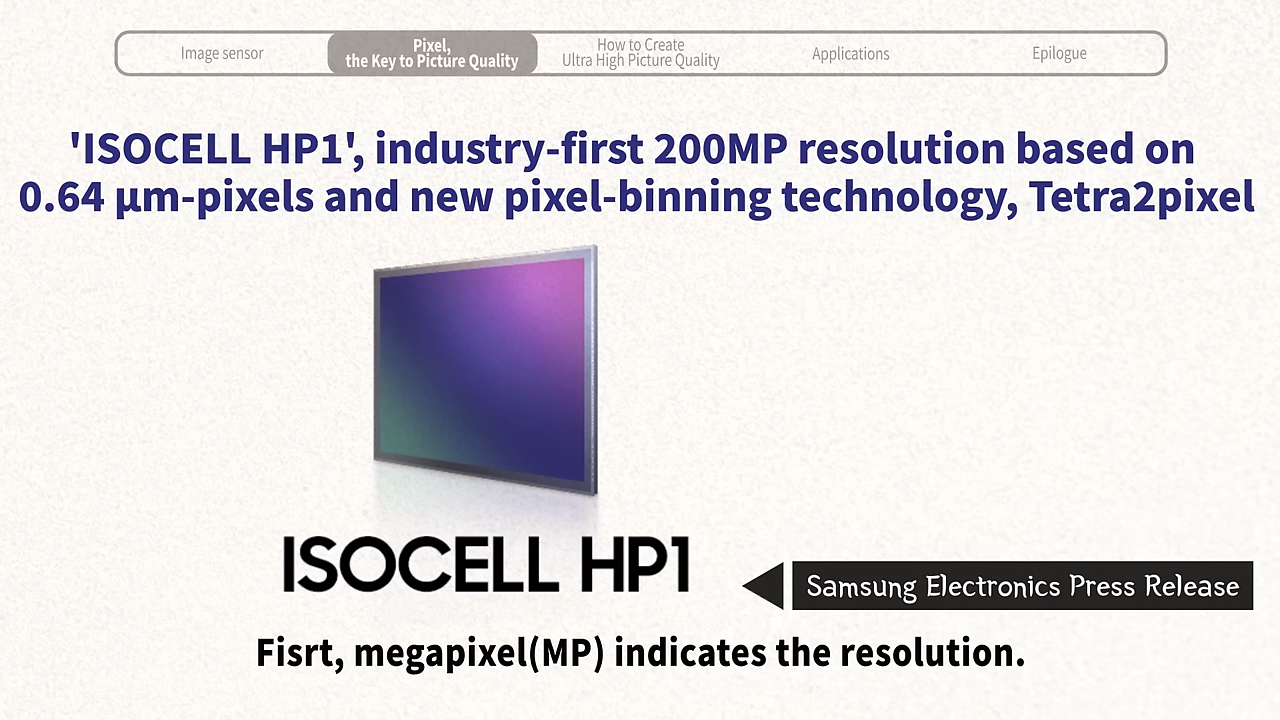 Image sensor
Pixel,
the Key to Picture Quality
How to Create
Ultra High Picture Quality
Applications
Epilogue
'ISOCELL HP1', industry-first 200MP resolution based on
0.64 μm-pixels and new pixel-binning technology, Tetra2pixel
ISOCELL HP1
Samsung Electronics Press Release
Fisrt, megapixel(MP) indicates the resolution.